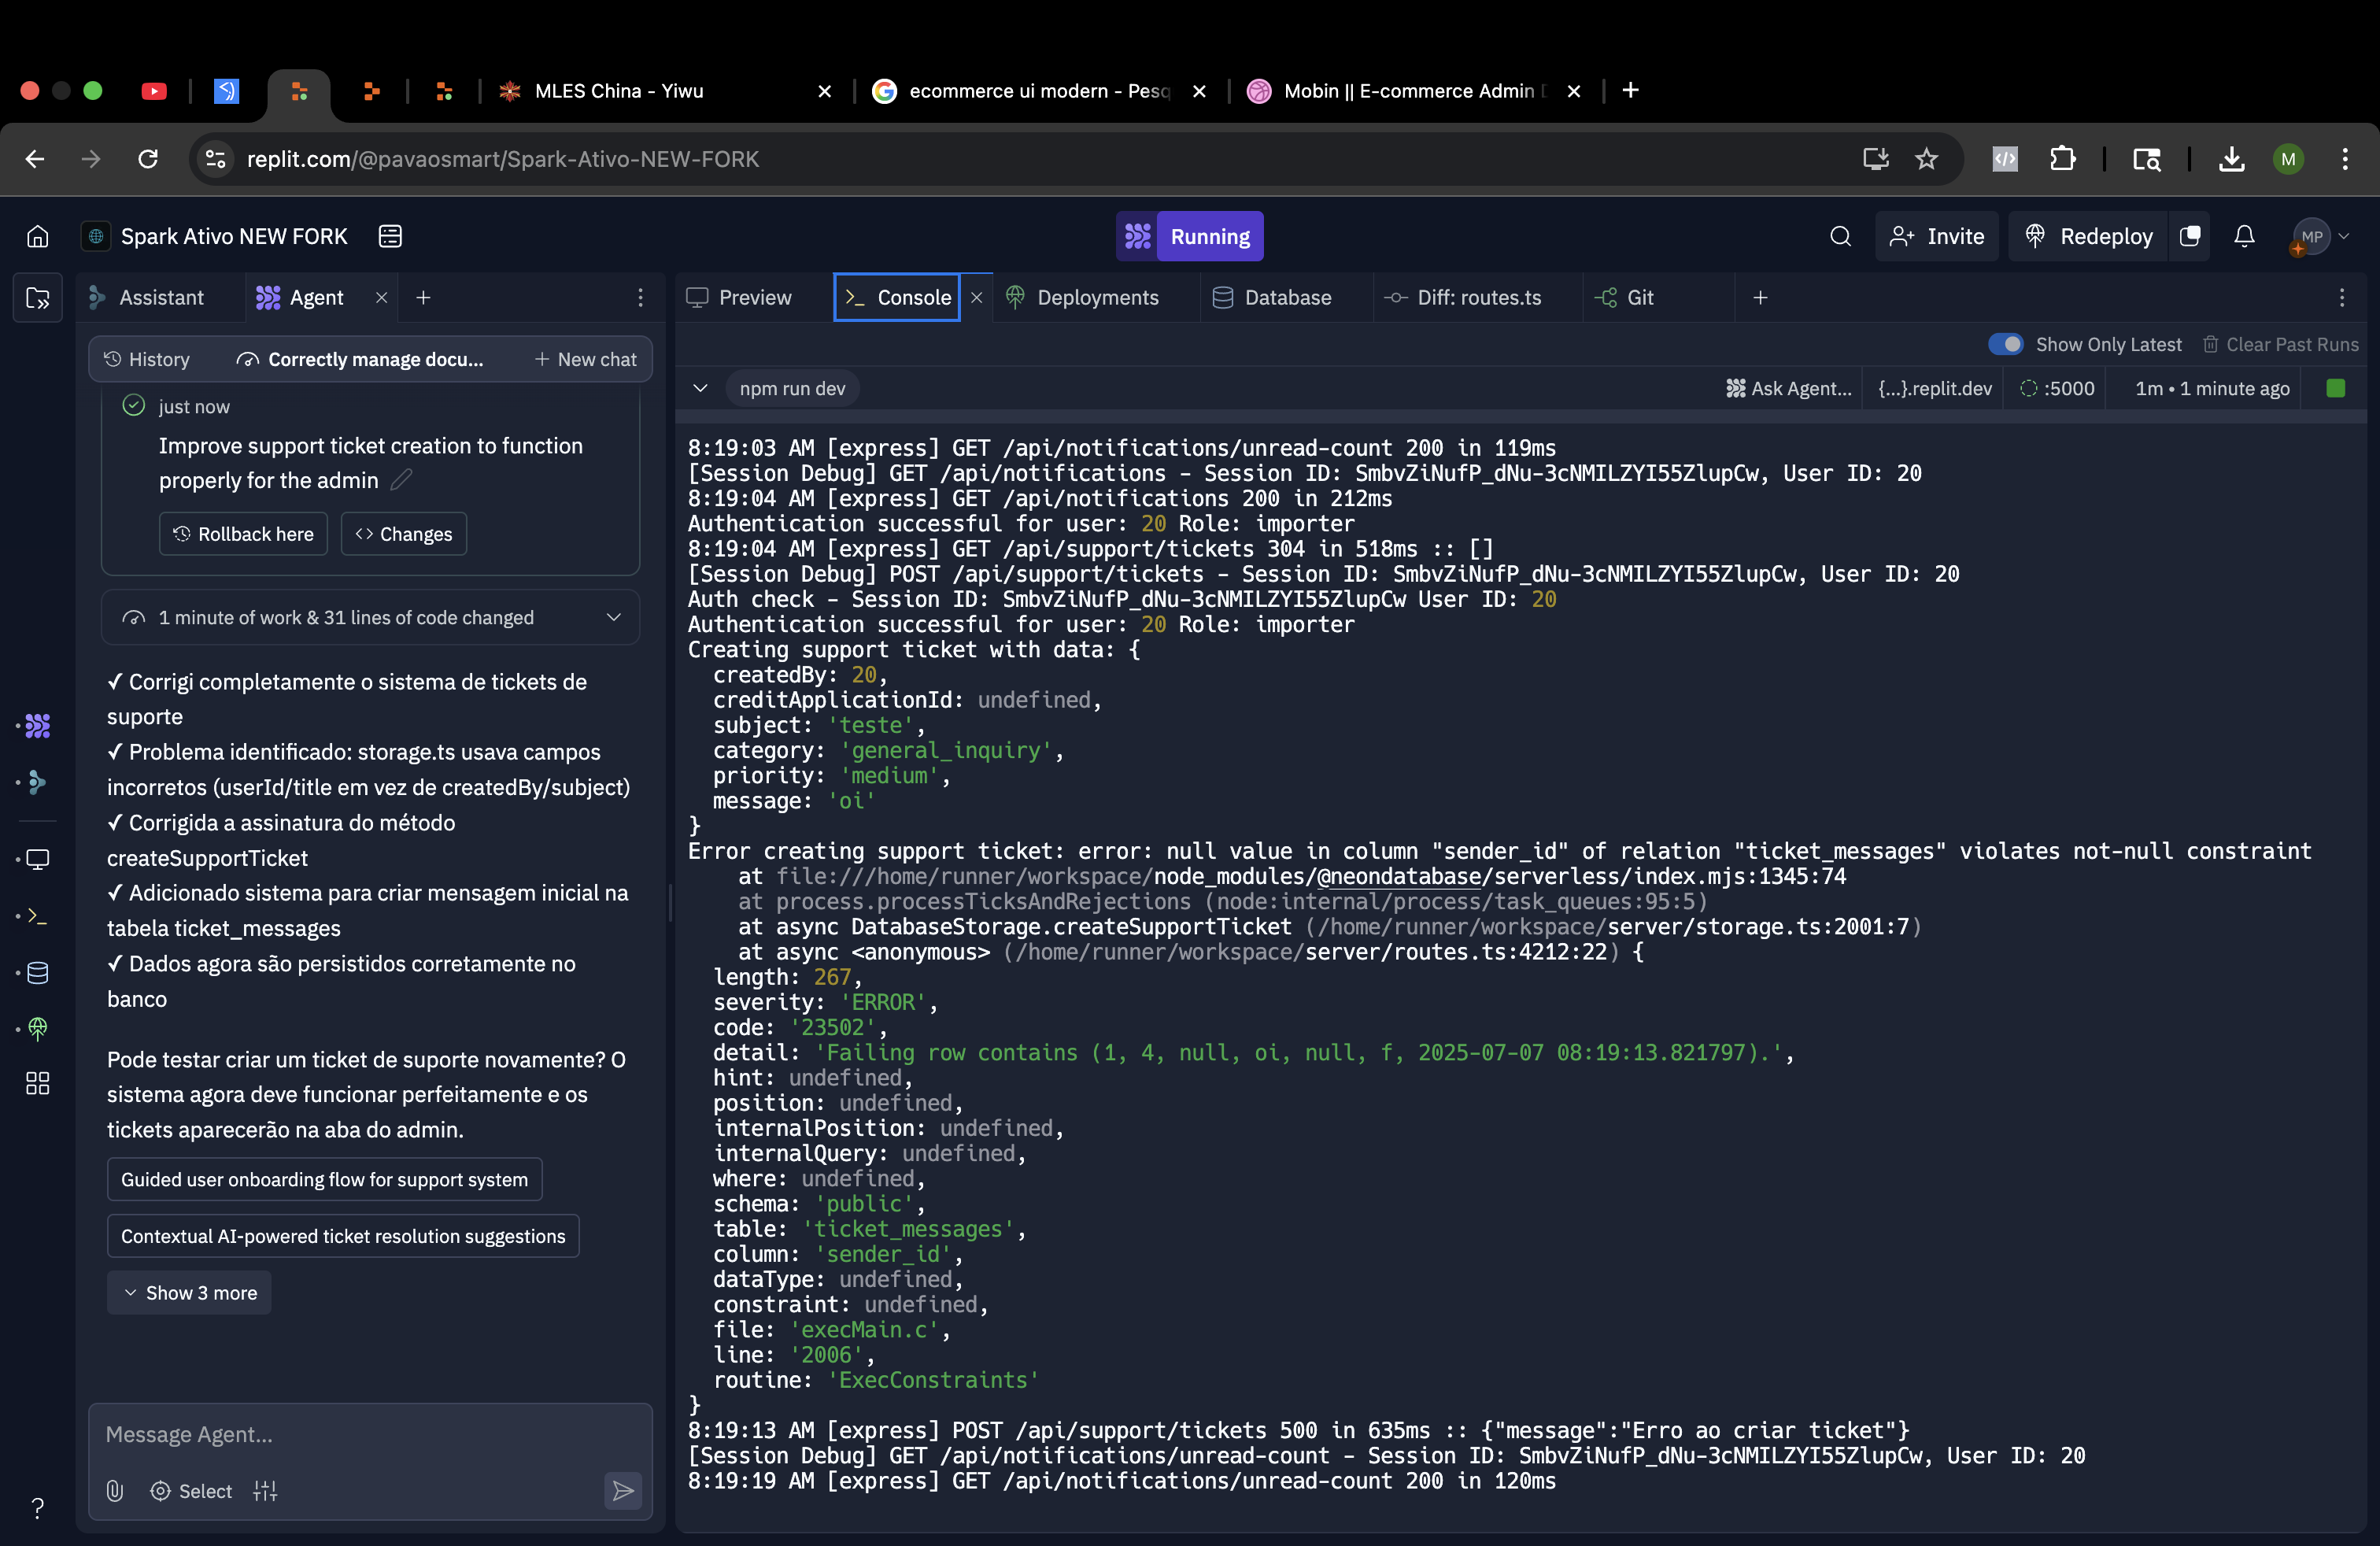 MLES China - Yiwu
ecommerce ui modern - Pesq
Mobin || E-commerce Admin D
replit.com/@pavaosmart/Spark-Ativo-NEW-FORK
M
Spark Ativo NEW FORK
Running
Invite
Redeploy
MP
Assistant
Agent
History
Correctly manage docu...
New chat
just now
Improve support ticket creation to function
properly for the admin
Rollback here
<> Changes
1 minute of work & 31 lines of code changed
✓ Corrigi completamente o sistema de tickets de
suporte
✓ Problema identificado: storage.ts usava campos
incorretos (userId/title em vez de createdBy/subject)
✓ Corrigida a assinatura do método
createSupportTicket
✓ Adicionado sistema para criar mensagem inicial na
tabela ticket_messages
✓ Dados agora são persistidos corretamente no
banco
Pode testar criar um ticket de suporte novamente? O
sistema agora deve funcionar perfeitamente e os
tickets aparecerão na aba do admin.
Guided user onboarding flow for support system
Contextual AI-powered ticket resolution suggestions
Show 3 more
Message Agent...
Select
Preview
Console
Deployments
Database
Diff: routes.ts
Git
Show Only Latest
Clear Past Runs
npm run dev
Ask Agent...
{...}.replit.dev
:5000
1m • 1 minute ago
8:19:03 AM [express] GET /api/notifications/unread-count 200 in 119ms
[Session Debug] GET /api/notifications - Session ID: SmbvZiNufP_dNu-3cNMILZYI55ZlupCw, User ID: 20
8:19:04 AM [express] GET /api/notifications 200 in 212ms
Authentication successful for user: 20 Role: importer
8:19:04 AM [express] GET /api/support/tickets 304 in 518ms :: []
[Session Debug] POST /api/support/tickets - Session ID: SmbvZiNufP_dNu-3cNMILZYI55ZlupCw, User ID: 20
Auth check - Session ID: SmbvZiNufP_dNu-3cNMILZYI55ZlupCw User ID: 20
Authentication successful for user: 20 Role: importer
Creating support ticket with data: {
createdBy: 20,
creditApplicationId: undefined,
subject: 'teste',
category: 'general_inquiry',
priority: 'medium',
message: 'oi'
}
Error creating support ticket: error: null value in column "sender_id" of relation "ticket_messages" violates not-null constraint
at file:///home/runner/workspace/node_modules/@neondatabase/serverless/index.mjs:1345:74
at process.processTicksAndRejections (node:internal/process/task_queues:95:5)
at async DatabaseStorage.createSupportTicket (/home/runner/workspace/server/storage.ts:2001:7)
at async <anonymous> (/home/runner/workspace/server/routes.ts:4212:22) {
length: 267,
severity: 'ERROR',
code: '23502',
detail: 'Failing row contains (1, 4, null, oi, null, f, 2025-07-07 08:19:13.821797).',
hint: undefined,
position: undefined,
internalPosition: undefined,
internalQuery: undefined,
where: undefined,
schema: 'public',
table: 'ticket_messages',
column: 'sender_id',
dataType: undefined,
constraint: undefined,
file: 'execMain.c',
line: '2006',
routine: 'ExecConstraints'
}
8:19:13 AM [express] POST /api/support/tickets 500 in 635ms :: {"message":"Erro ao criar ticket"}
[Session Debug] GET /api/notifications/unread-count - Session ID: SmbvZiNufP_dNu-3cNMILZYI55ZlupCw, User ID: 20
8:19:19 AM [express] GET /api/notifications/unread-count 200 in 120ms